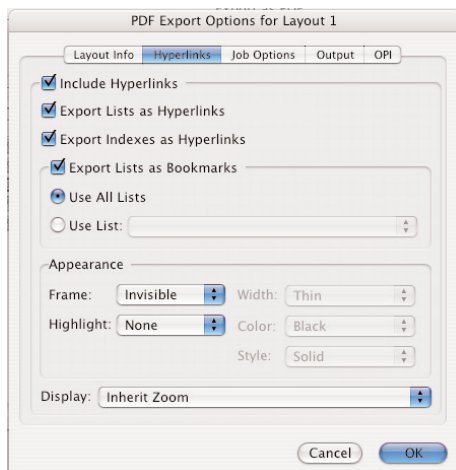 PDF Export Options for Layout 1
Layout Info Hyperlinks Job Options Output OPI
Include Hyperlinks
Export Lists as Hyperlinks
Export Indexes as Hyperlinks
Export Lists as Bookmarks
Use All Lists
Use List:
Appearance
Frame: Invisible Width: Thin
Highlight: None Color: Black
Style: Solid
Display: Inherit Zoom
Cancel OK